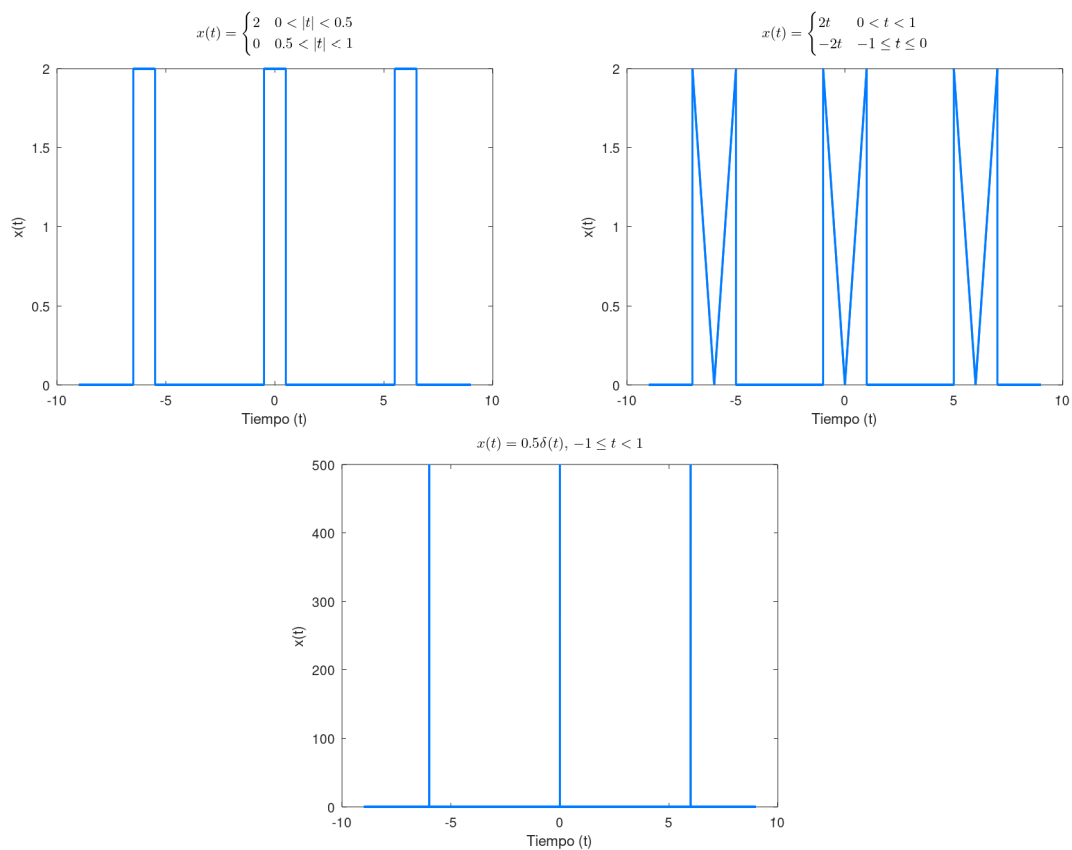 x(t) = { 2 0 < |t| < 0.5
0 0.5 < |t| < 1
2
1.5
1
0.5
0
x(t)
-10 -5 0 5 10
Tiempo (t)
x(t) = { 2t 0 < t < 1
−2t −1 ≤ t ≤ 0
2
1.5
1
0.5
0
x(t)
-10 -5 0 5 10
Tiempo (t)
x(t) = 0.5δ(t), −1 ≤ t < 1
500
400
300
200
100
0
x(t)
-10 -5 0 5 10
Tiempo (t)